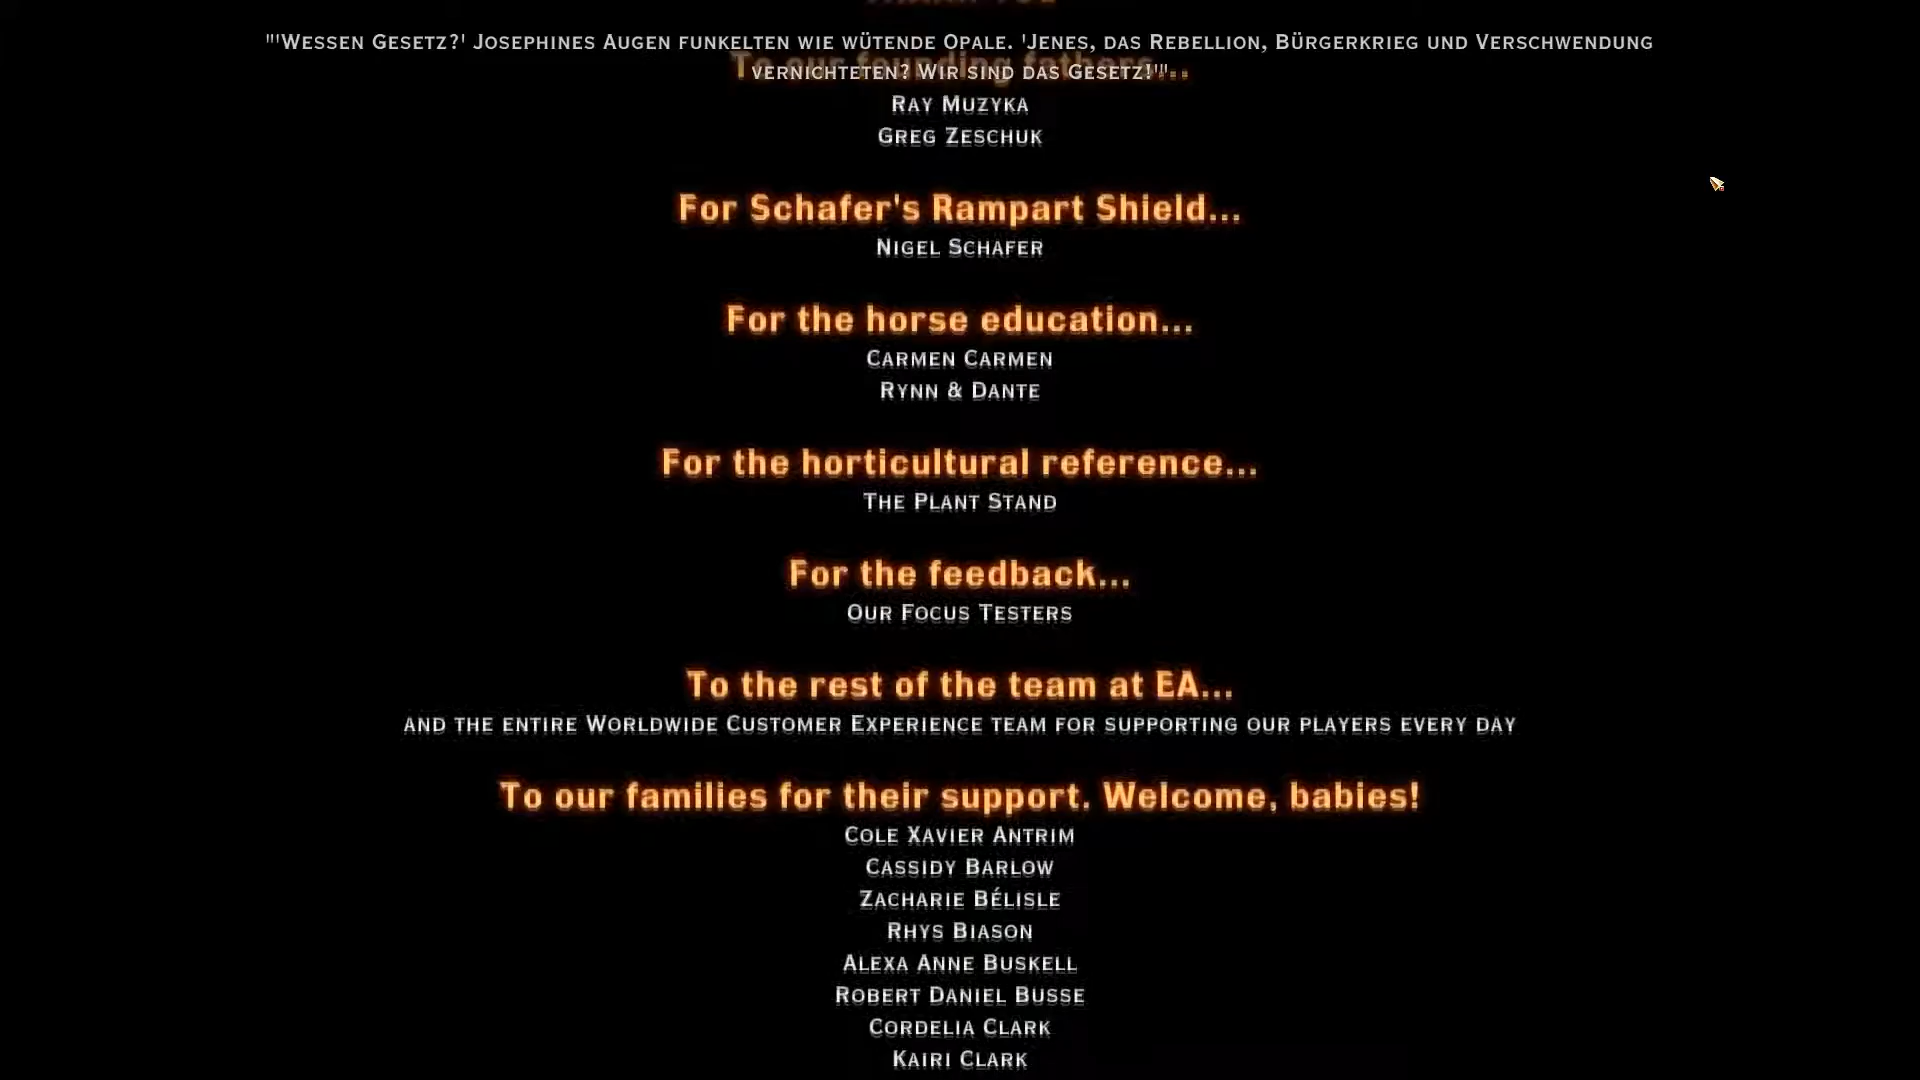 "'Wessen Gesetz?' Josephines Augen funkelten wie wütende Opale. 'Jenes, das Rebellion, Bürgerkrieg und Verschwendung
vernichteten? Wir sind das Gesetz!'"
To our founding fathers...
Ray Muzyka
Greg Zeschuk
For Schafer's Rampart Shield...
Nigel Schafer
For the horse education...
Carmen Carmen
Rynn & Dante
For the horticultural reference...
The Plant Stand
For the feedback...
Our Focus Testers
To the rest of the team at EA...
and the entire Worldwide Customer Experience team for supporting our players every day
To our families for their support. Welcome, babies!
Cole Xavier Antrim
Cassidy Barlow
Zacharie Bélisle
Rhys Biason
Alexa Anne Buskell
Robert Daniel Busse
Cordelia Clark
Kairi Clark